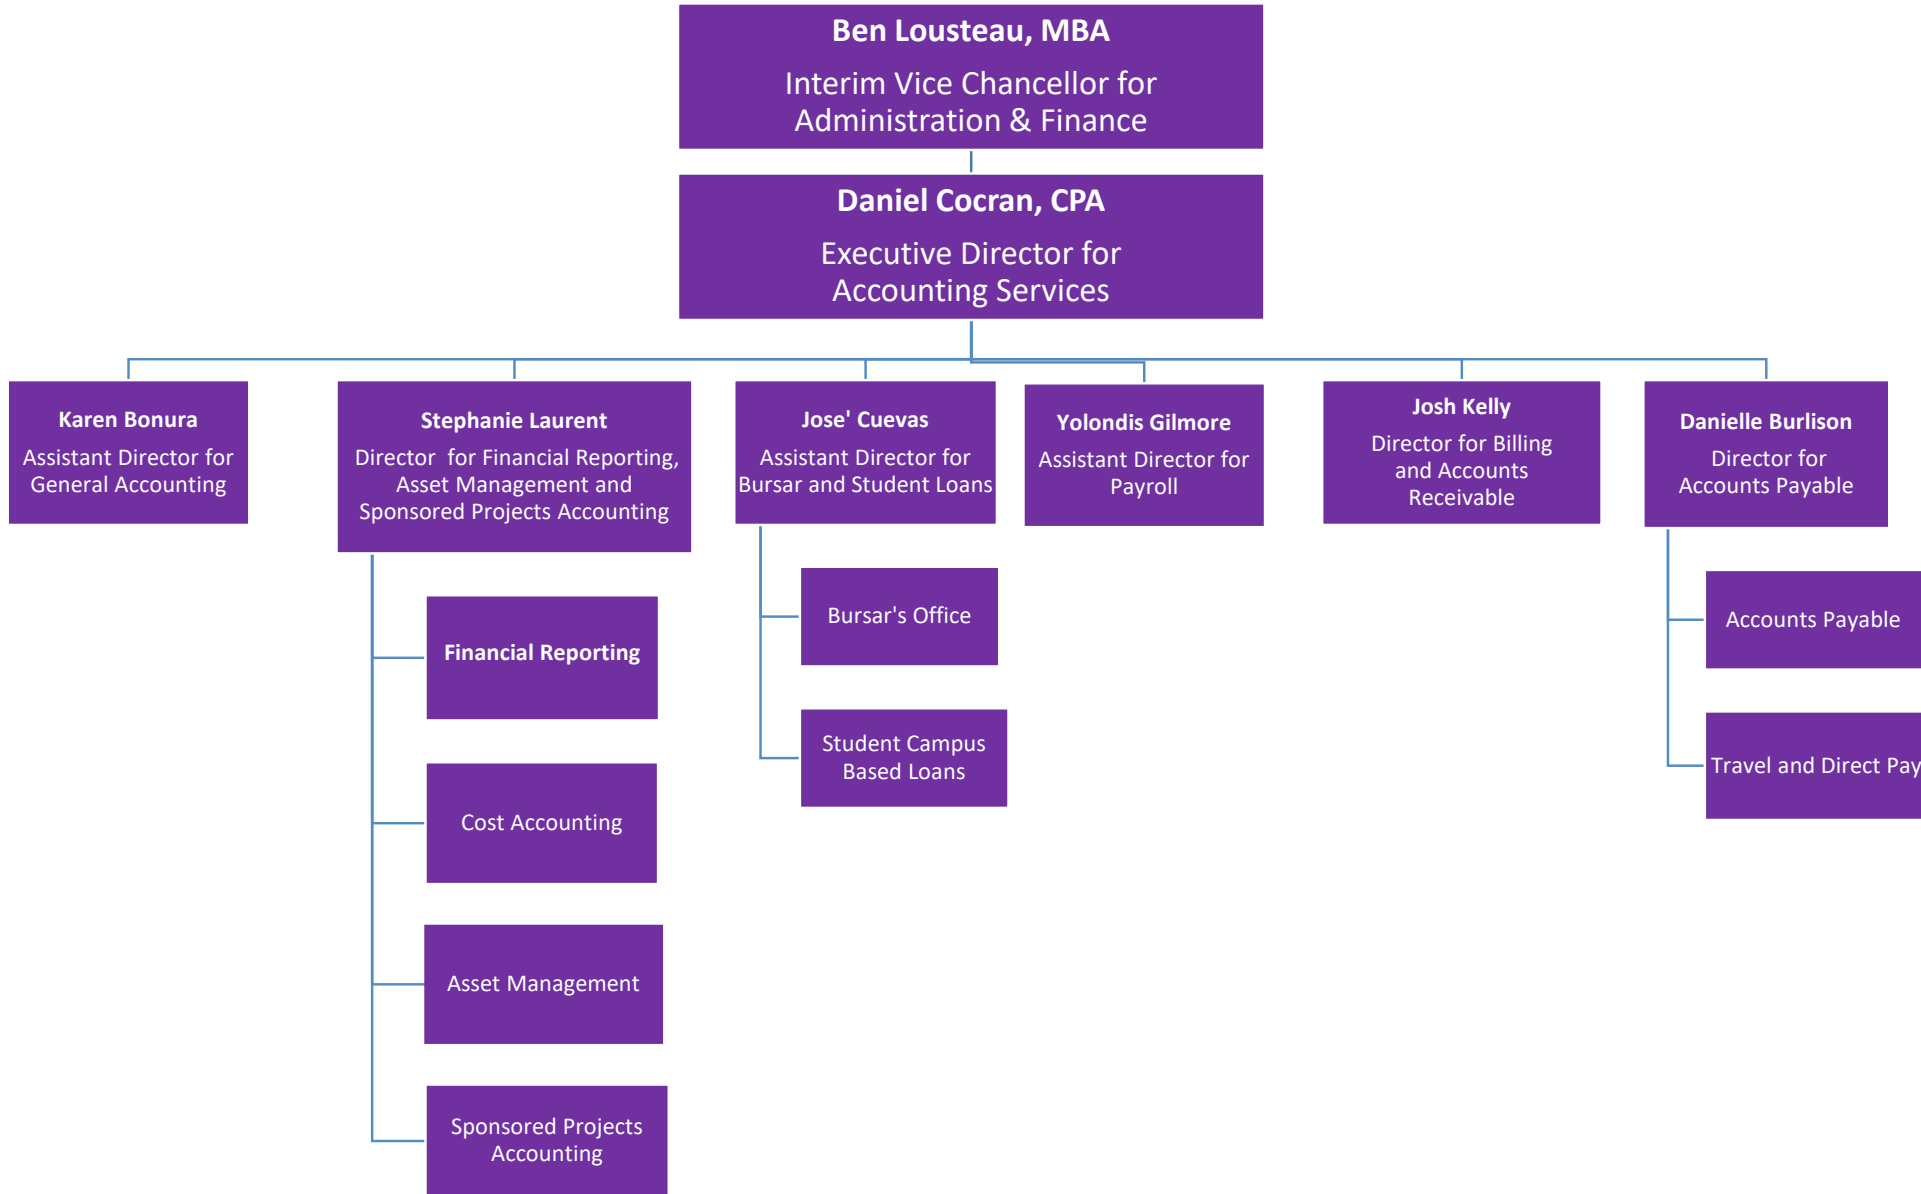 Ben Lousteau, MBA
Interim Vice Chancellor for
Administration & Finance
Daniel Cocran, CPA
Executive Director for
Accounting Services
Karen Bonura
Assistant Director for
General Accounting
Stephanie Laurent
Director for Financial Reporting,
Asset Management and
Sponsored Projects Accounting
Financial Reporting
Cost Accounting
Asset Management
Sponsored Projects
Accounting
Jose' Cuevas
Assistant Director for
Bursar and Student Loans
Bursar's Office
Student Campus
Based Loans
Yolondis Gilmore
Assistant Director for
Payroll
Josh Kelly
Director for Billing
and Accounts
Receivable
Danielle Burlison
Director for
Accounts Payable
Accounts Payable
Travel and Direct Pay